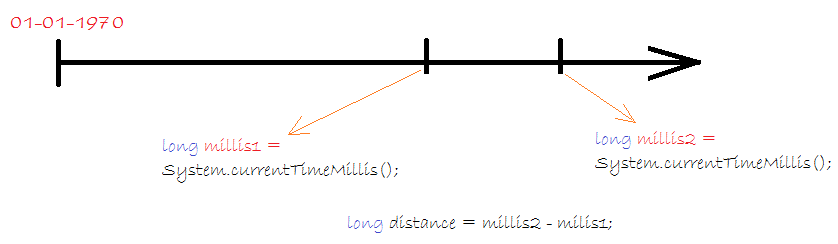 01-01-1970
long millis1 =
System.currentTimeMillis();
long millis2 =
System.currentTimeMillis();
long distance = millis2 - milis1;